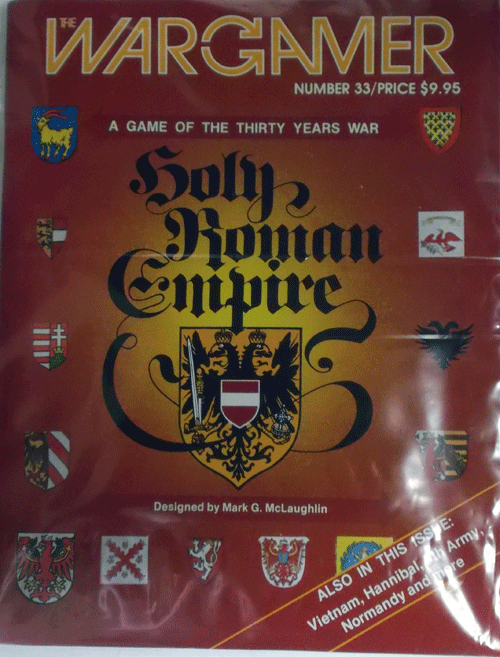 THE
WARGAMER
NUMBER 33/PRICE $9.95
A GAME OF THE THIRTY YEARS WAR
Holy
Roman
Empire
Designed by Mark G. McLaughlin
ALSO IN THIS ISSUE:
Vietnam, Hannibal, Army
Normandy and more